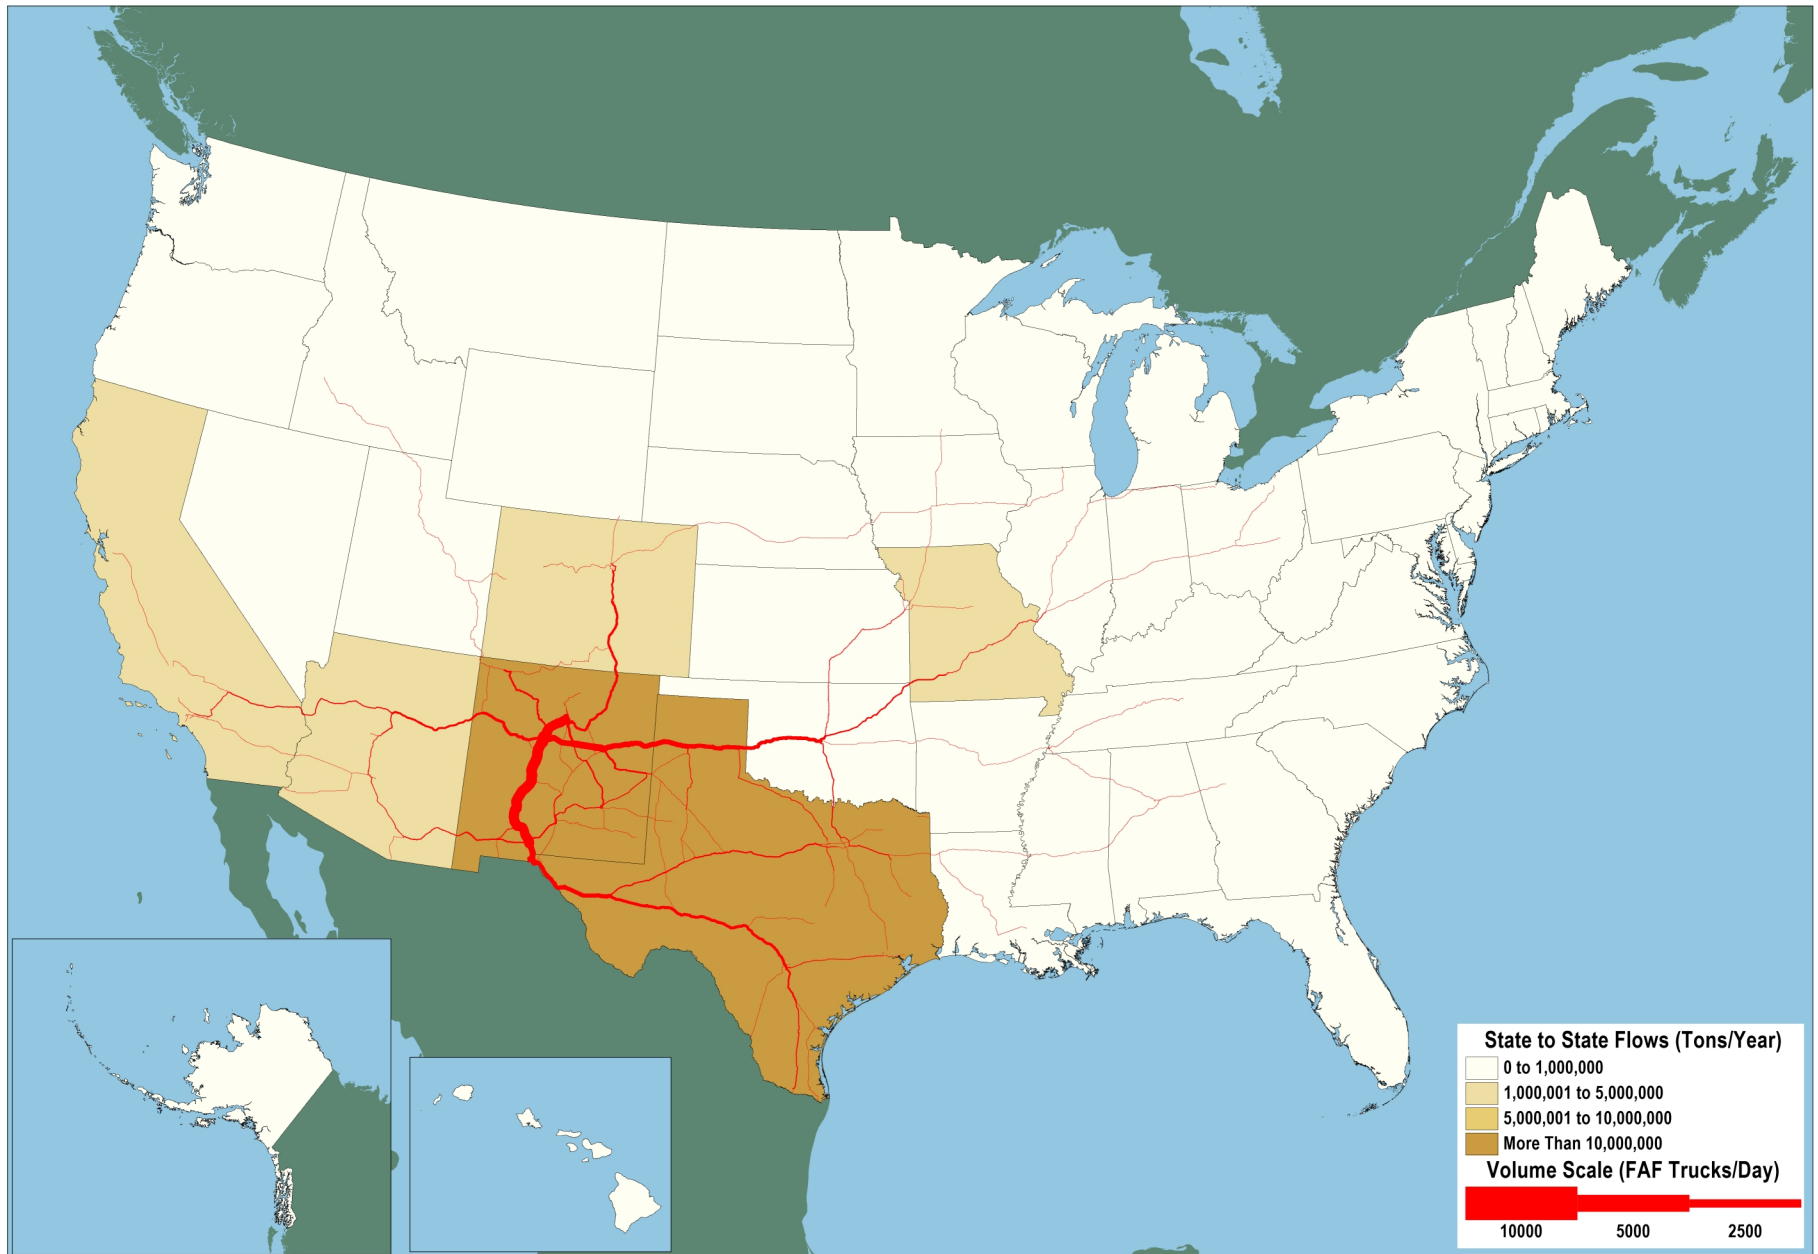 State to State Flows (Tons/Year)
0 to 1,000,000
1,000,001 to 5,000,000
5,000,001 to 10,000,000
More Than 10,000,000
Volume Scale (FAF Trucks/Day)
10000 5000 2500